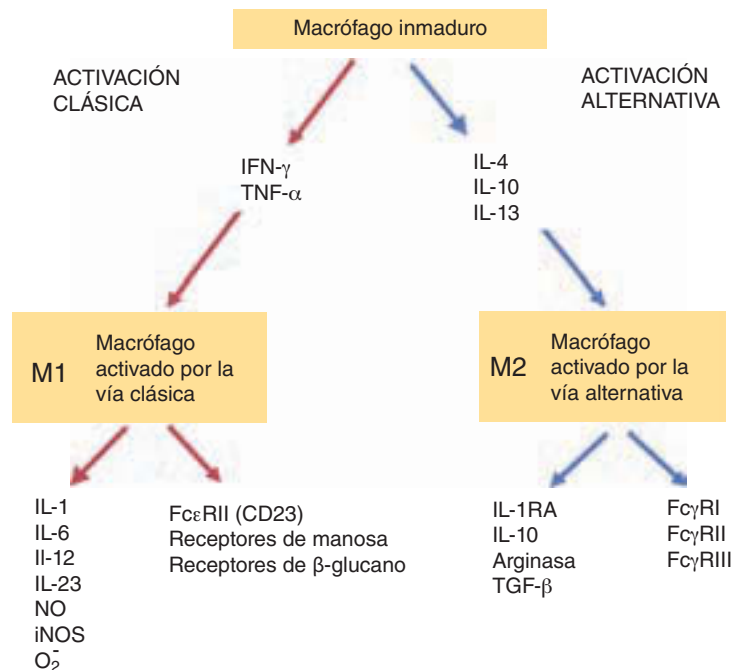 Macrófago inmaduro
ACTIVACIÓN
CLÁSICA
ACTIVACIÓN
ALTERNATIVA
IFN-γ
TNF-α
IL-4
IL-10
IL-13
M1
Macrófago
activado por la
vía clásica
M2
Macrófago
activado por la
vía alternativa
IL-1
IL-6
Il-12
IL-23
NO
iNOS
O₂⁻
FcεRII (CD23)
Receptores de manosa
Receptores de β-glucano
IL-1RA
IL-10
Arginasa
TGF-β
FcγRI
FcγRII
FcγRIII